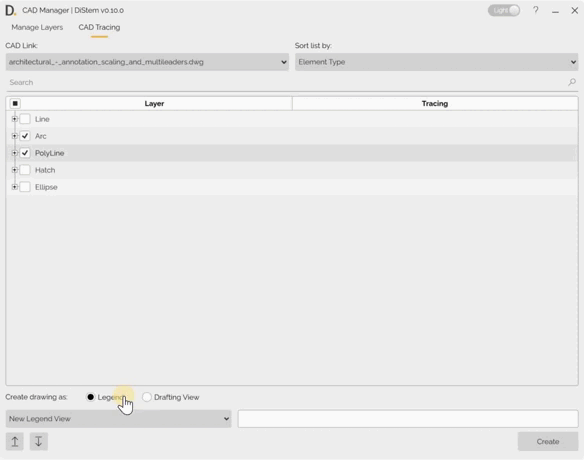 D. CAD Manager | DiStem v0.10.0 Light ?
Manage Layers CAD Tracing
CAD Link: Sort list by:
architectural_-_annotation_scaling_and_multileaders.dwg Element Type
Search
Layer Tracing
Line
Arc
PolyLine
Hatch
Ellipse
Create drawing as: Legend Drafting View
New Legend View
Create